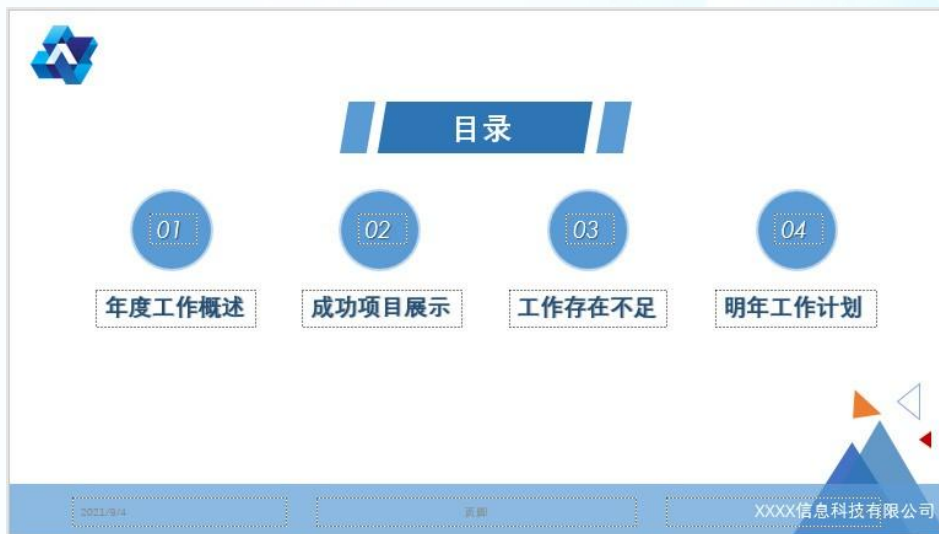 目录
01
02
03
04
年度工作概述
成功项目展示
工作存在不足
明年工作计划
2021/9/4
页脚
XXXX信息科技有限公司